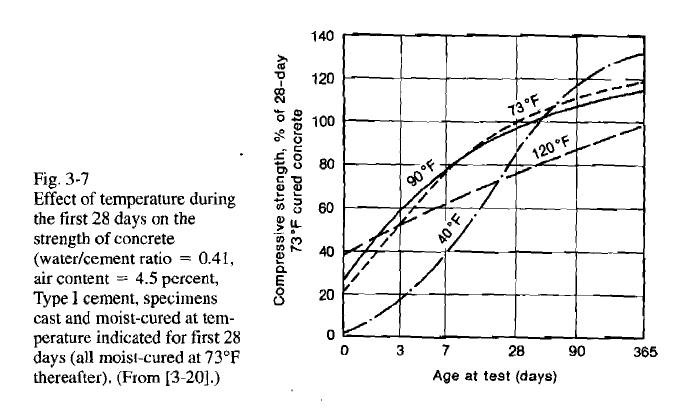 Fig. 3-7
Effect of temperature during
the first 28 days on the
strength of concrete
(water/cement ratio = 0.41,
air content = 4.5 percent,
Type I cement, specimens
cast and moist-cured at tem-
perature indicated for first 28
days (all moist-cured at 73°F
thereafter). (From [3-20].)
Compressive strength, % of 28-day
73°F cured concrete
140
120
100
80
60
40
20
0
73°F
90°F
120°F
40°F
0 3 7 28 90 365
Age at test (days)